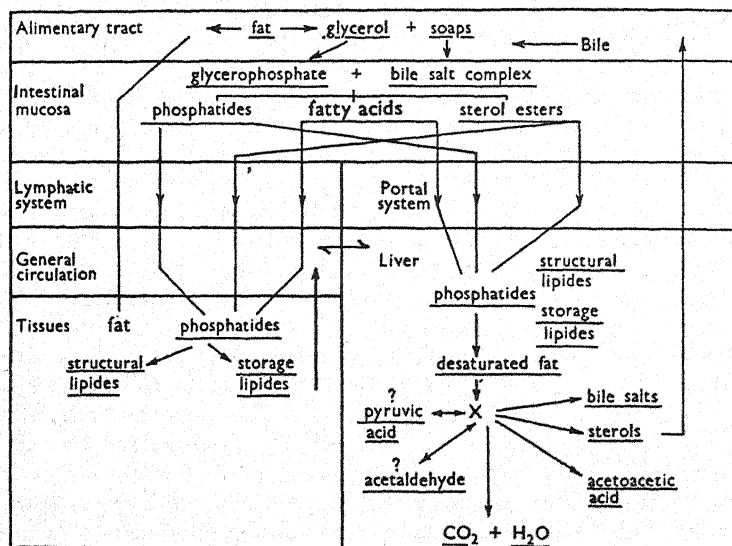 Alimentary tract fat glycerol + soaps
Bile
glycerophosphate + bile salt complex
Intestinal
mucosa
phosphatides fatty acids sterol esters
Lymphatic
system
Portal
system
General
circulation
Liver
structural
lipides
phosphatides
storage
lipides
Tissues fat phosphatides
structural
lipides
storage
lipides
desaturated fat
?
pyruvic
acid
X
bile salts
sterols
?
acetaldehyde
acetoacetic
acid
CO₂ + H₂O